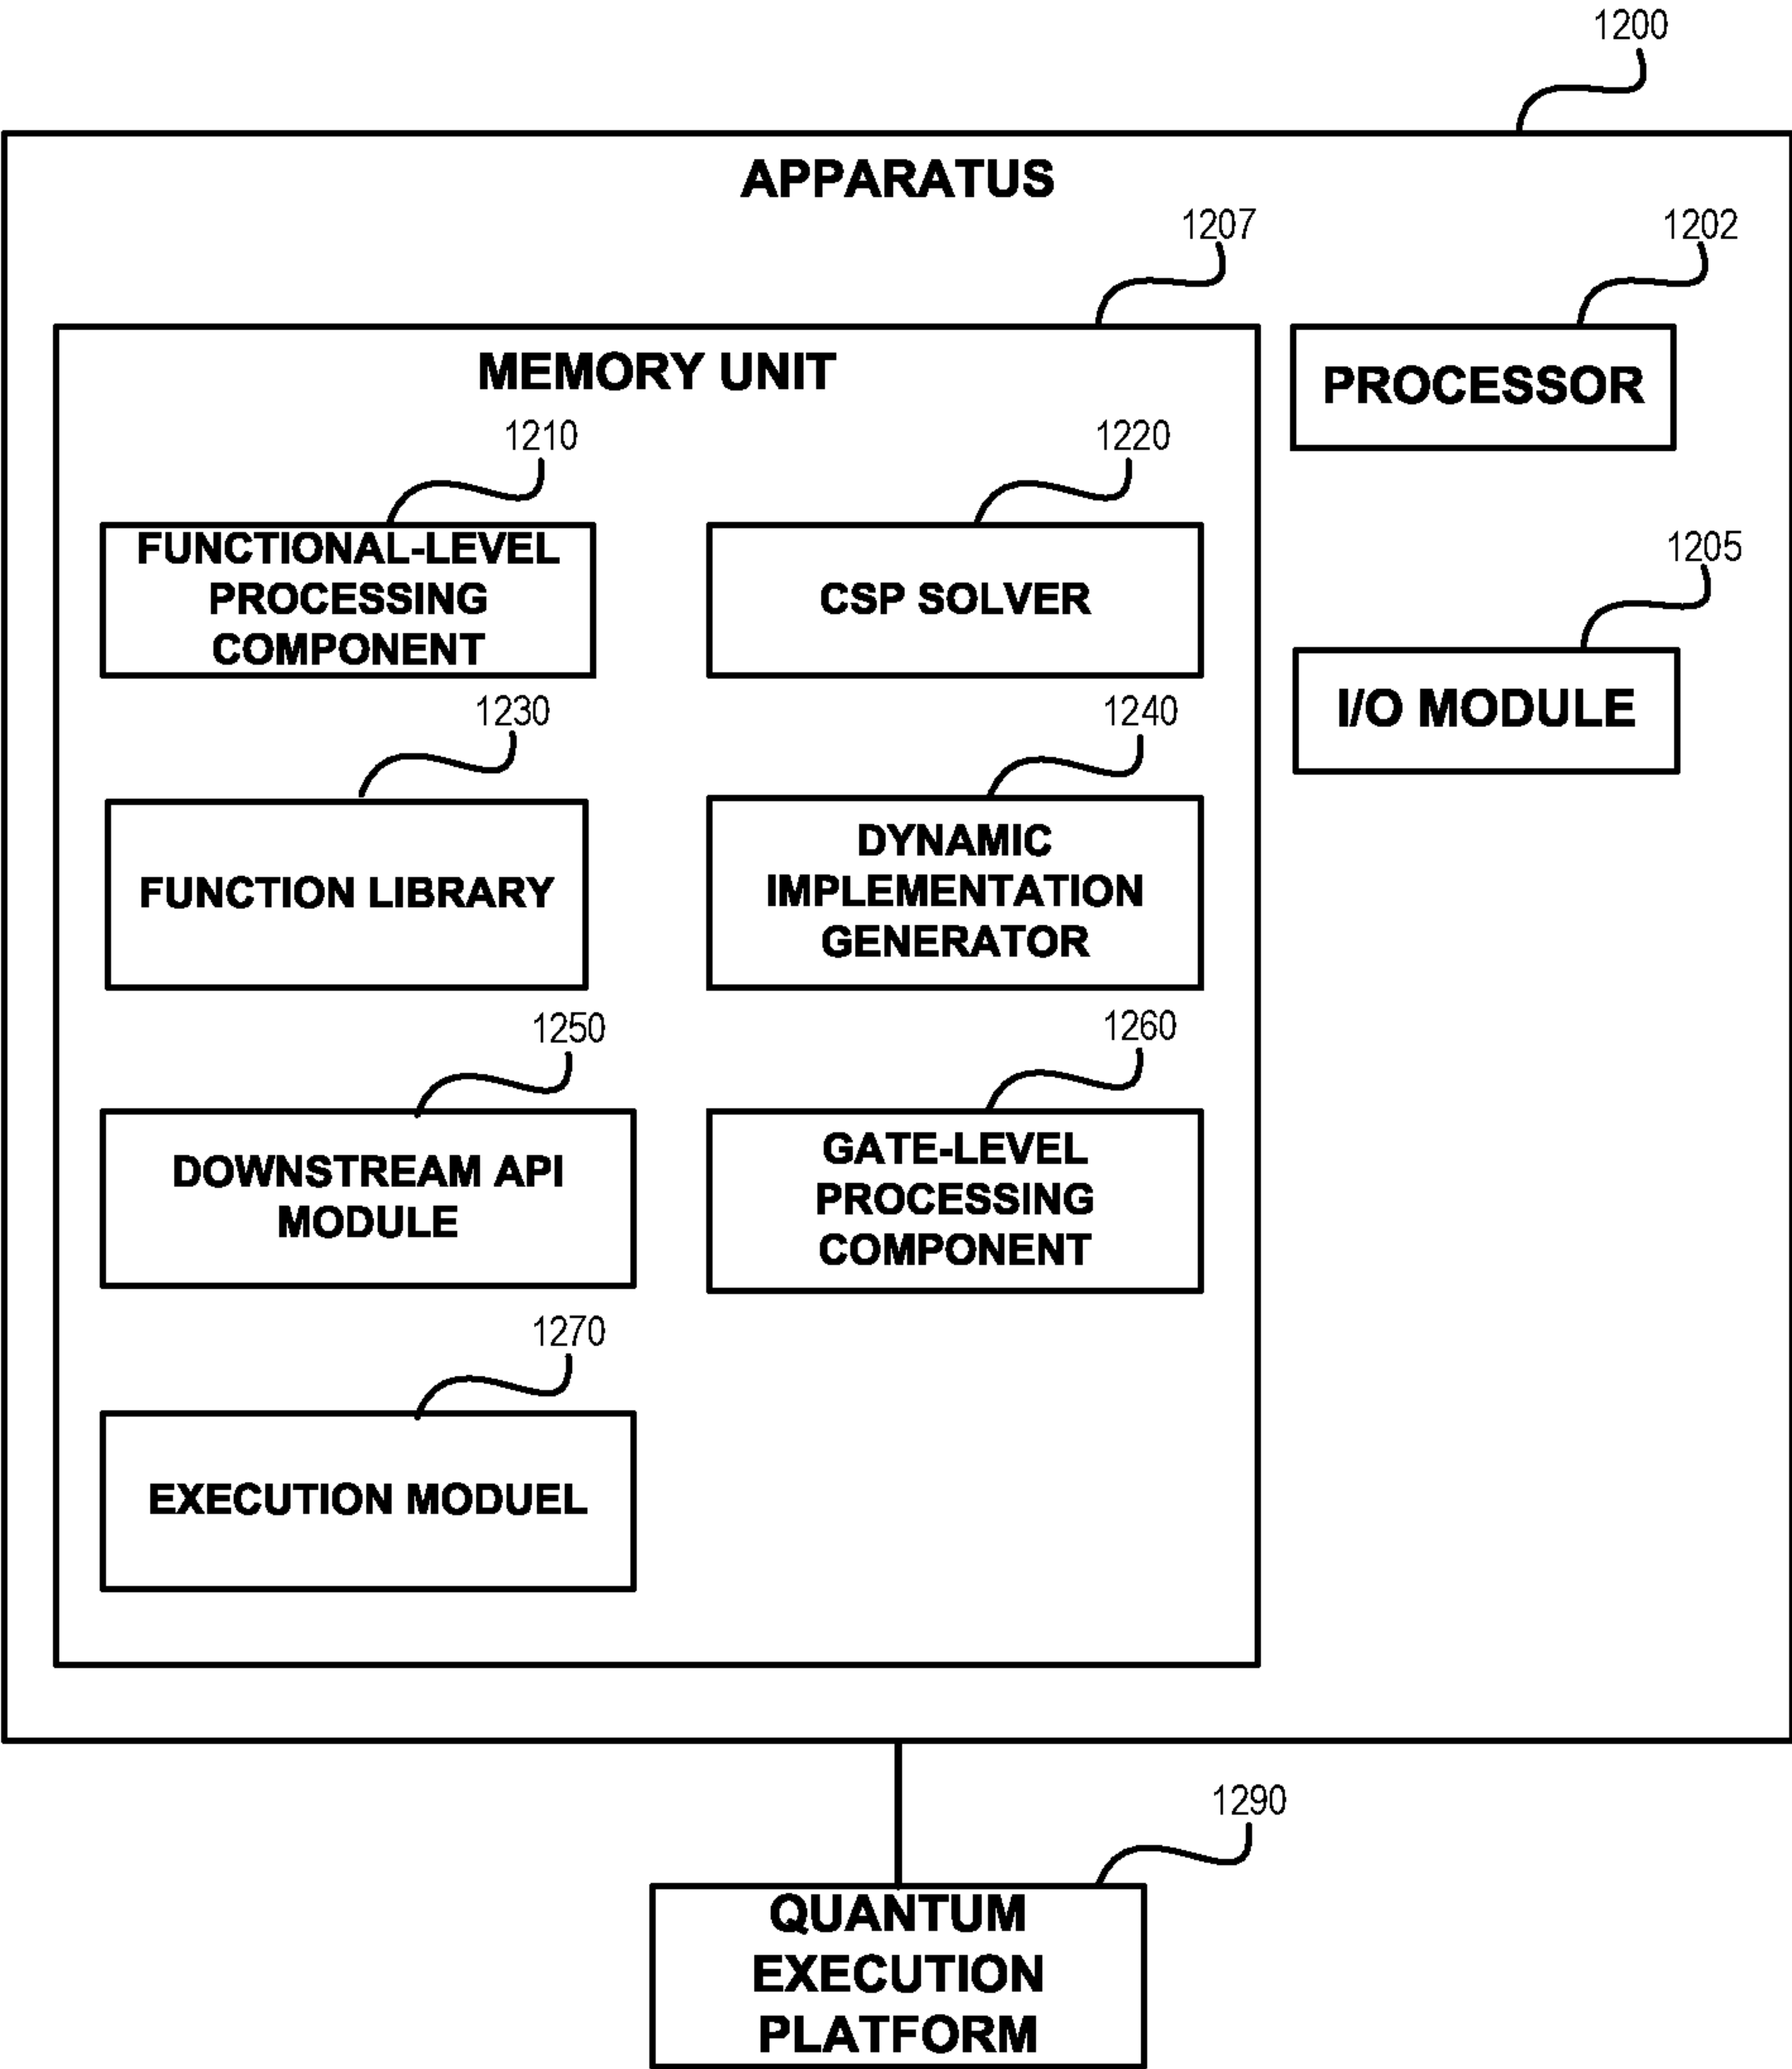 1200
APPARATUS
1207
1202
MEMORY UNIT
PROCESSOR
1210
1220
FUNCTIONAL-LEVEL
PROCESSING
COMPONENT
CSP SOLVER
1205
I/O MODULE
1230
1240
FUNCTION LIBRARY
DYNAMIC
IMPLEMENTATION
GENERATOR
1250
1260
DOWNSTREAM API
MODULE
GATE-LEVEL
PROCESSING
COMPONENT
1270
EXECUTION MODUEL
1290
QUANTUM
EXECUTION
PLATFORM